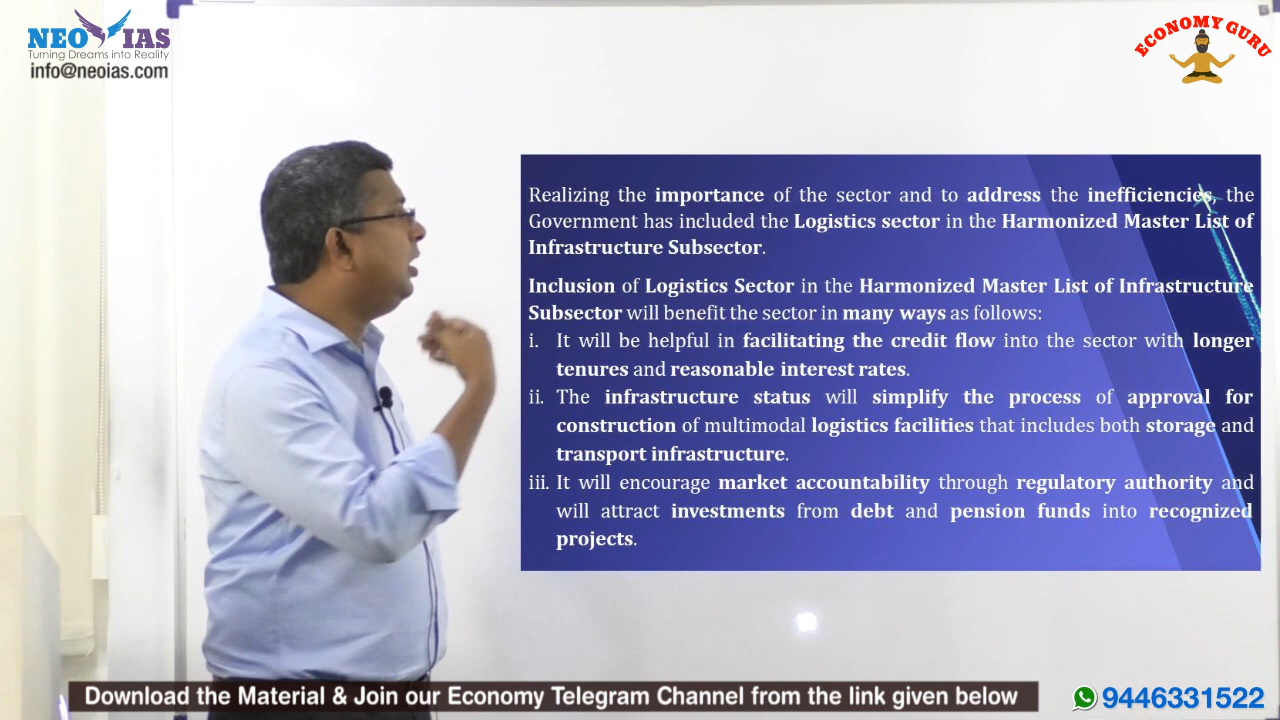 NEO IAS
Turning Dreams into Reality
info@neoias.com
ECONOMY GURU
Realizing the importance of the sector and to address the inefficiencies, the
Government has included the Logistics sector in the Harmonized Master List of
Infrastructure Subsector.
Inclusion of Logistics Sector in the Harmonized Master List of Infrastructure
Subsector will benefit the sector in many ways as follows:
i. It will be helpful in facilitating the credit flow into the sector with longer
tenures and reasonable interest rates.
ii. The infrastructure status will simplify the process of approval for
construction of multimodal logistics facilities that includes both storage and
transport infrastructure.
iii. It will encourage market accountability through regulatory authority and
will attract investments from debt and pension funds into recognized
projects.
Download the Material & Join our Economy Telegram Channel from the link given below
9446331522